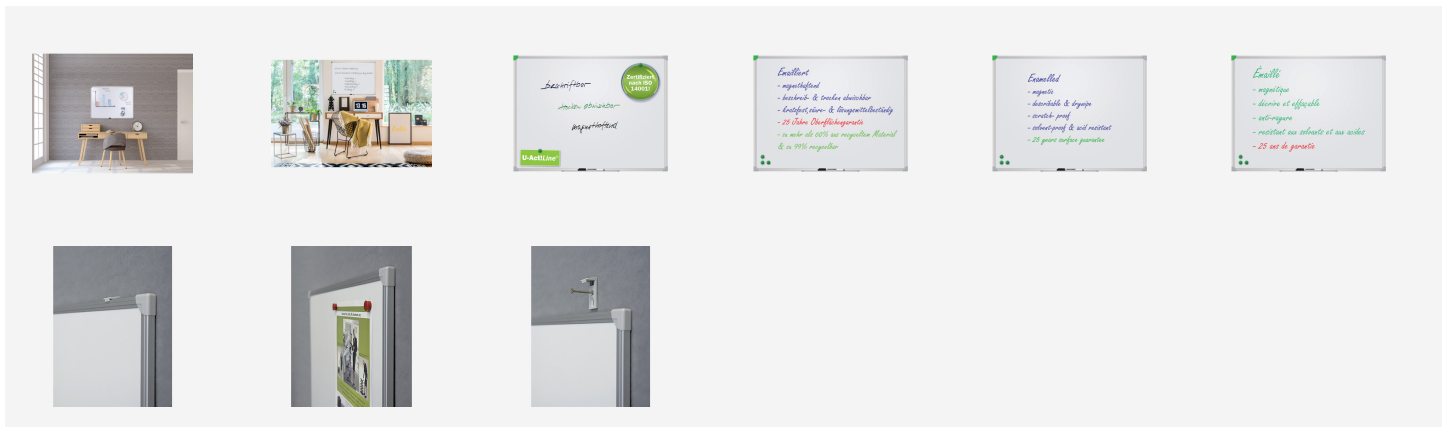 beschriftbar
trocken abwischbar
magnethaftend
Zertifiziert
nach ISO
14001!
U-Act!Line®
Emailliert
- magnethaftend
- beschreib- & trocken abwischbar
- kratzfest, säure- & lösungsmittelbeständig
- 25 Jahre Oberflächengarantie
- zu mehr als 60% aus recyceltem Material
& zu 99% recycelbar
Enamelled
- magnetic
- describable & drywipe
- scratch- proof
- solvent-proof & acid resistant
- 25 years surface guarantee
Émaillé
- magnétique
- décrire et effaçable
- anti-rayure
- resistant aux solvants et aux acides
- 25 ans de garantie